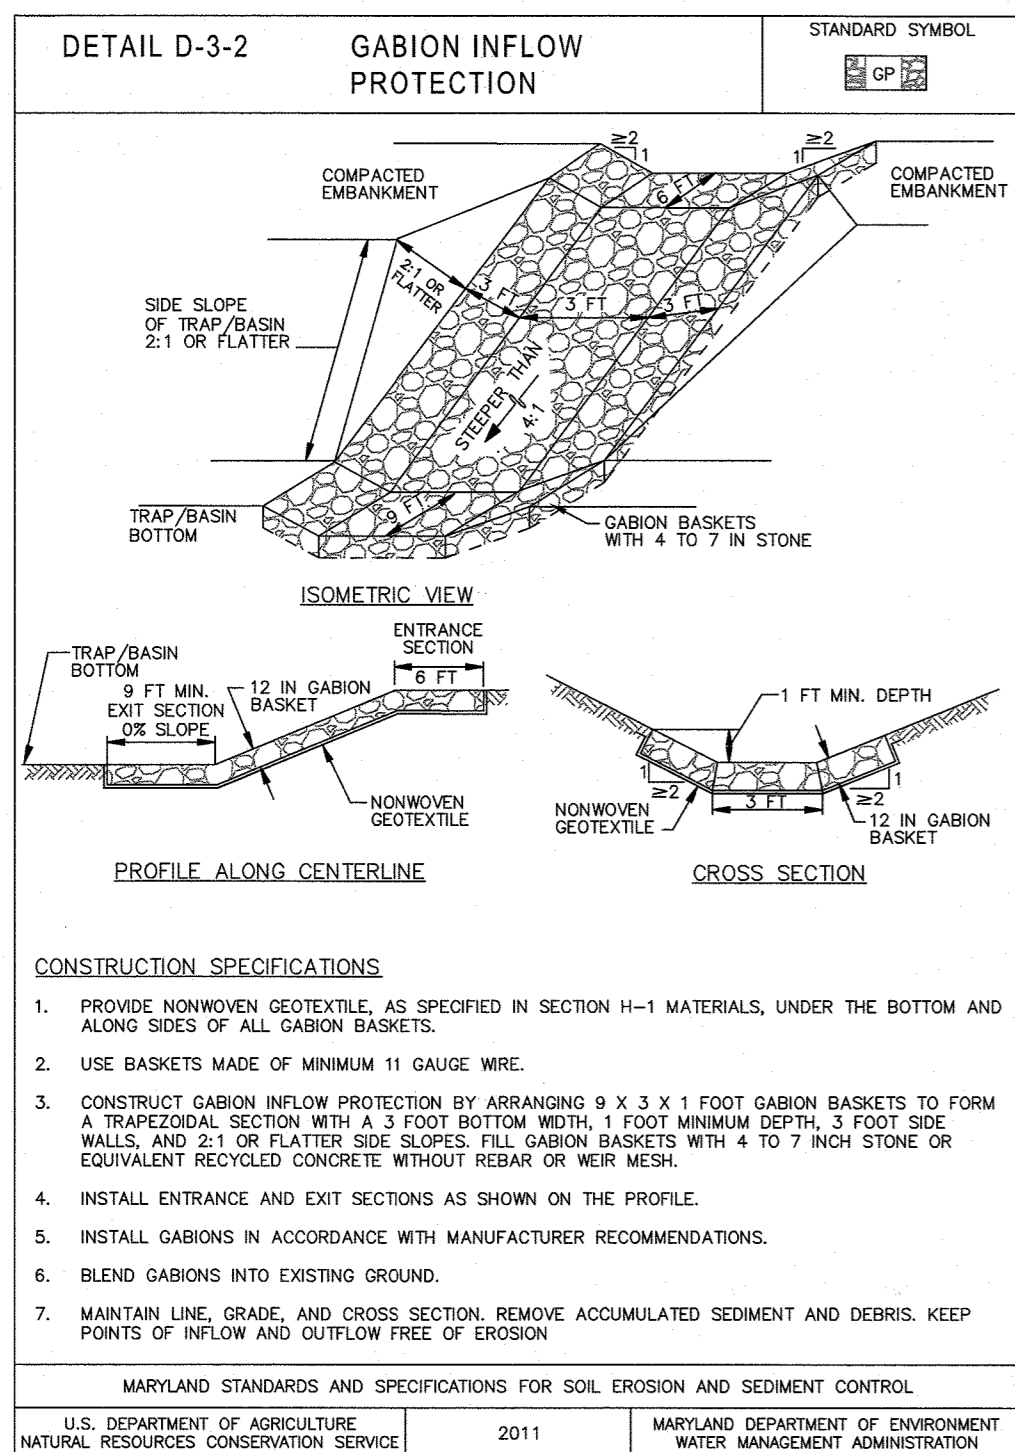 DETAIL D-3-2
GABION INFLOW
PROTECTION
STANDARD SYMBOL
GP
≥2
1
≥2
1
COMPACTED
EMBANKMENT
COMPACTED
EMBANKMENT
6 FT
2:1 OR
FLATTER
3 FT
3 FT
3 FT
SIDE SLOPE
OF TRAP/BASIN
2:1 OR FLATTER
STEEPER THAN
4:1
9 FT
TRAP/BASIN
BOTTOM
GABION BASKETS
WITH 4 TO 7 IN STONE
ISOMETRIC VIEW
TRAP/BASIN
BOTTOM
9 FT MIN.
EXIT SECTION
0% SLOPE
12 IN GABION
BASKET
ENTRANCE
SECTION
6 FT
NONWOVEN
GEOTEXTILE
PROFILE ALONG CENTERLINE
1 FT MIN. DEPTH
1
≥2
3 FT
1
≥2
NONWOVEN
GEOTEXTILE
12 IN GABION
BASKET
CROSS SECTION
CONSTRUCTION SPECIFICATIONS
1. PROVIDE NONWOVEN GEOTEXTILE, AS SPECIFIED IN SECTION H-1 MATERIALS, UNDER THE BOTTOM AND
ALONG SIDES OF ALL GABION BASKETS.
2. USE BASKETS MADE OF MINIMUM 11 GAUGE WIRE.
3. CONSTRUCT GABION INFLOW PROTECTION BY ARRANGING 9 X 3 X 1 FOOT GABION BASKETS TO FORM
A TRAPEZOIDAL SECTION WITH A 3 FOOT BOTTOM WIDTH, 1 FOOT MINIMUM DEPTH, 3 FOOT SIDE
WALLS, AND 2:1 OR FLATTER SIDE SLOPES. FILL GABION BASKETS WITH 4 TO 7 INCH STONE OR
EQUIVALENT RECYCLED CONCRETE WITHOUT REBAR OR WEIR MESH.
4. INSTALL ENTRANCE AND EXIT SECTIONS AS SHOWN ON THE PROFILE.
5. INSTALL GABIONS IN ACCORDANCE WITH MANUFACTURER RECOMMENDATIONS.
6. BLEND GABIONS INTO EXISTING GROUND.
7. MAINTAIN LINE, GRADE, AND CROSS SECTION. REMOVE ACCUMULATED SEDIMENT AND DEBRIS. KEEP
POINTS OF INFLOW AND OUTFLOW FREE OF EROSION
MARYLAND STANDARDS AND SPECIFICATIONS FOR SOIL EROSION AND SEDIMENT CONTROL
U.S. DEPARTMENT OF AGRICULTURE
NATURAL RESOURCES CONSERVATION SERVICE
2011
MARYLAND DEPARTMENT OF ENVIRONMENT
WATER MANAGEMENT ADMINISTRATION